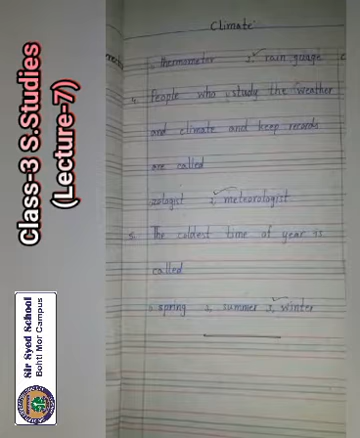 Class-3 S.Studies
(Lecture-7)
Sir Syed School
Bohti Mor Campus
Climate
1. thermometer 2. rain guage
4. People who ustudy the weather
and climate and keep records
are called
zologist 2. meteorologist
5. The coldest time of year is
called
1. spring 2. summer 3. winter